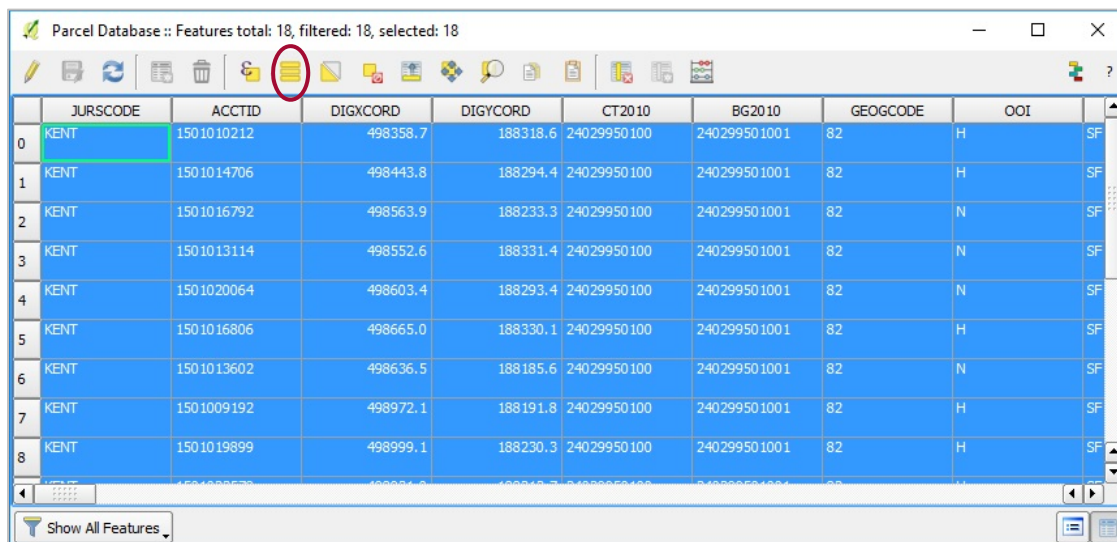 Parcel Database :: Features total: 18, filtered: 18, selected: 18
ε
?
JURSCODE ACCTID DIGXCORD DIGYCORD CT2010 BG2010 GEOGCODE OOI
0 KENT 1501010212 498358.7 188318.6 24029950100 240299501001 82 H SF
1 KENT 1501014706 498443.8 188294.4 24029950100 240299501001 82 H SF
2 KENT 1501016792 498563.9 188233.3 24029950100 240299501001 82 N SF
3 KENT 1501013114 498552.6 188331.4 24029950100 240299501001 82 N SF
4 KENT 1501020064 498603.4 188293.4 24029950100 240299501001 82 N SF
5 KENT 1501016806 498665.0 188330.1 24029950100 240299501001 82 H SF
6 KENT 1501013602 498636.5 188185.6 24029950100 240299501001 82 N SF
7 KENT 1501009192 498972.1 188191.8 24029950100 240299501001 82 H SF
8 KENT 1501019899 498999.1 188230.3 24029950100 240299501001 82 H SF
Show All Features